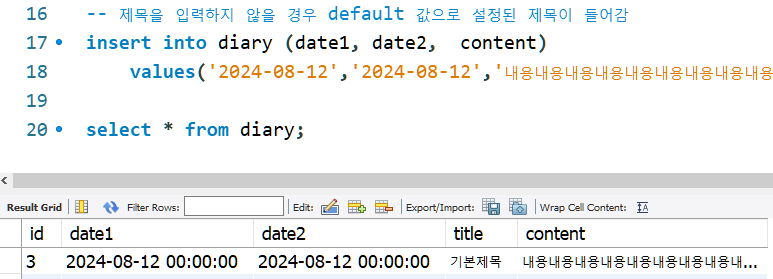 16 -- 제목을 입력하지 않을 경우 default 값으로 설정된 제목이 들어감
17 insert into diary (date1, date2,  content)
18 values('2024-08-12','2024-08-12','내용내용내용내용내용내용내용내용내용
19
20 select * from diary;
Result Grid Filter Rows: Edit: Export/Import: Wrap Cell Content:
id date1 date2 title content
3 2024-08-12 00:00:00 2024-08-12 00:00:00 기본제목 내용내용내용내용내용내용내용내용...